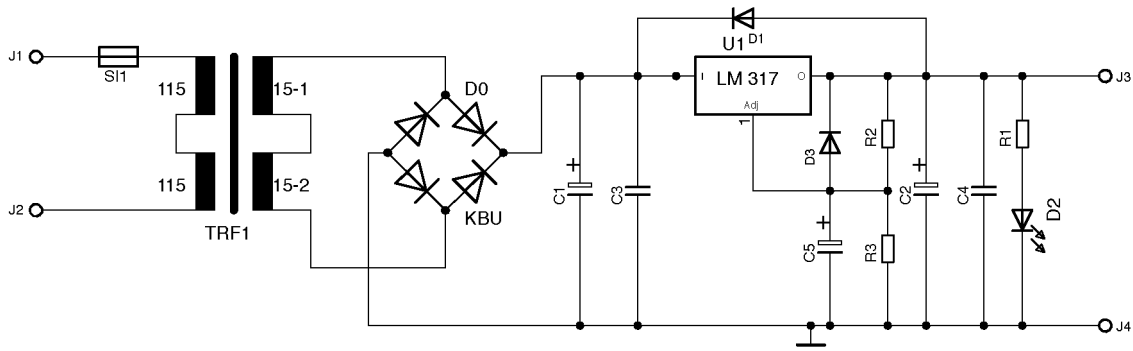 J1
SI1
115
15-1
115
15-2
J2
TRF1
D0
KBU
+
C1
C3
U1
D1
I
LM 317
O
Adj
1
D3
R2
+
C5
R3
+
C2
C4
R1
D2
J3
J4